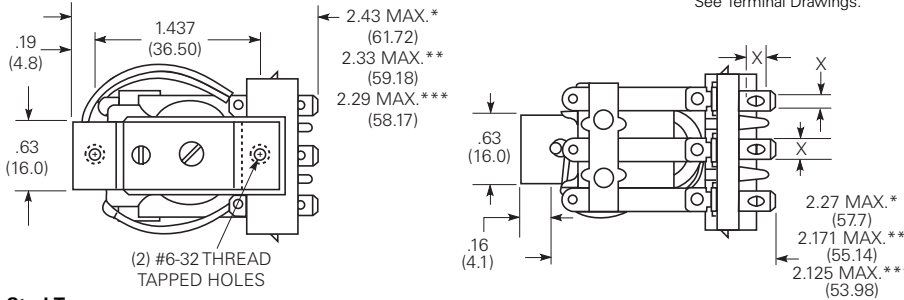 See Terminal Drawings.
.19
(4.8)
1.437
(36.50)
2.43 MAX.*
(61.72)
2.33 MAX.**
(59.18)
2.29 MAX.***
(58.17)
.63
(16.0)
(2) #6-32 THREAD
TAPPED HOLES
X
X
X
.63
(16.0)
.16
(4.1)
2.27 MAX.*
(57.7)
2.171 MAX.**
(55.14)
2.125 MAX.**
(53.98)